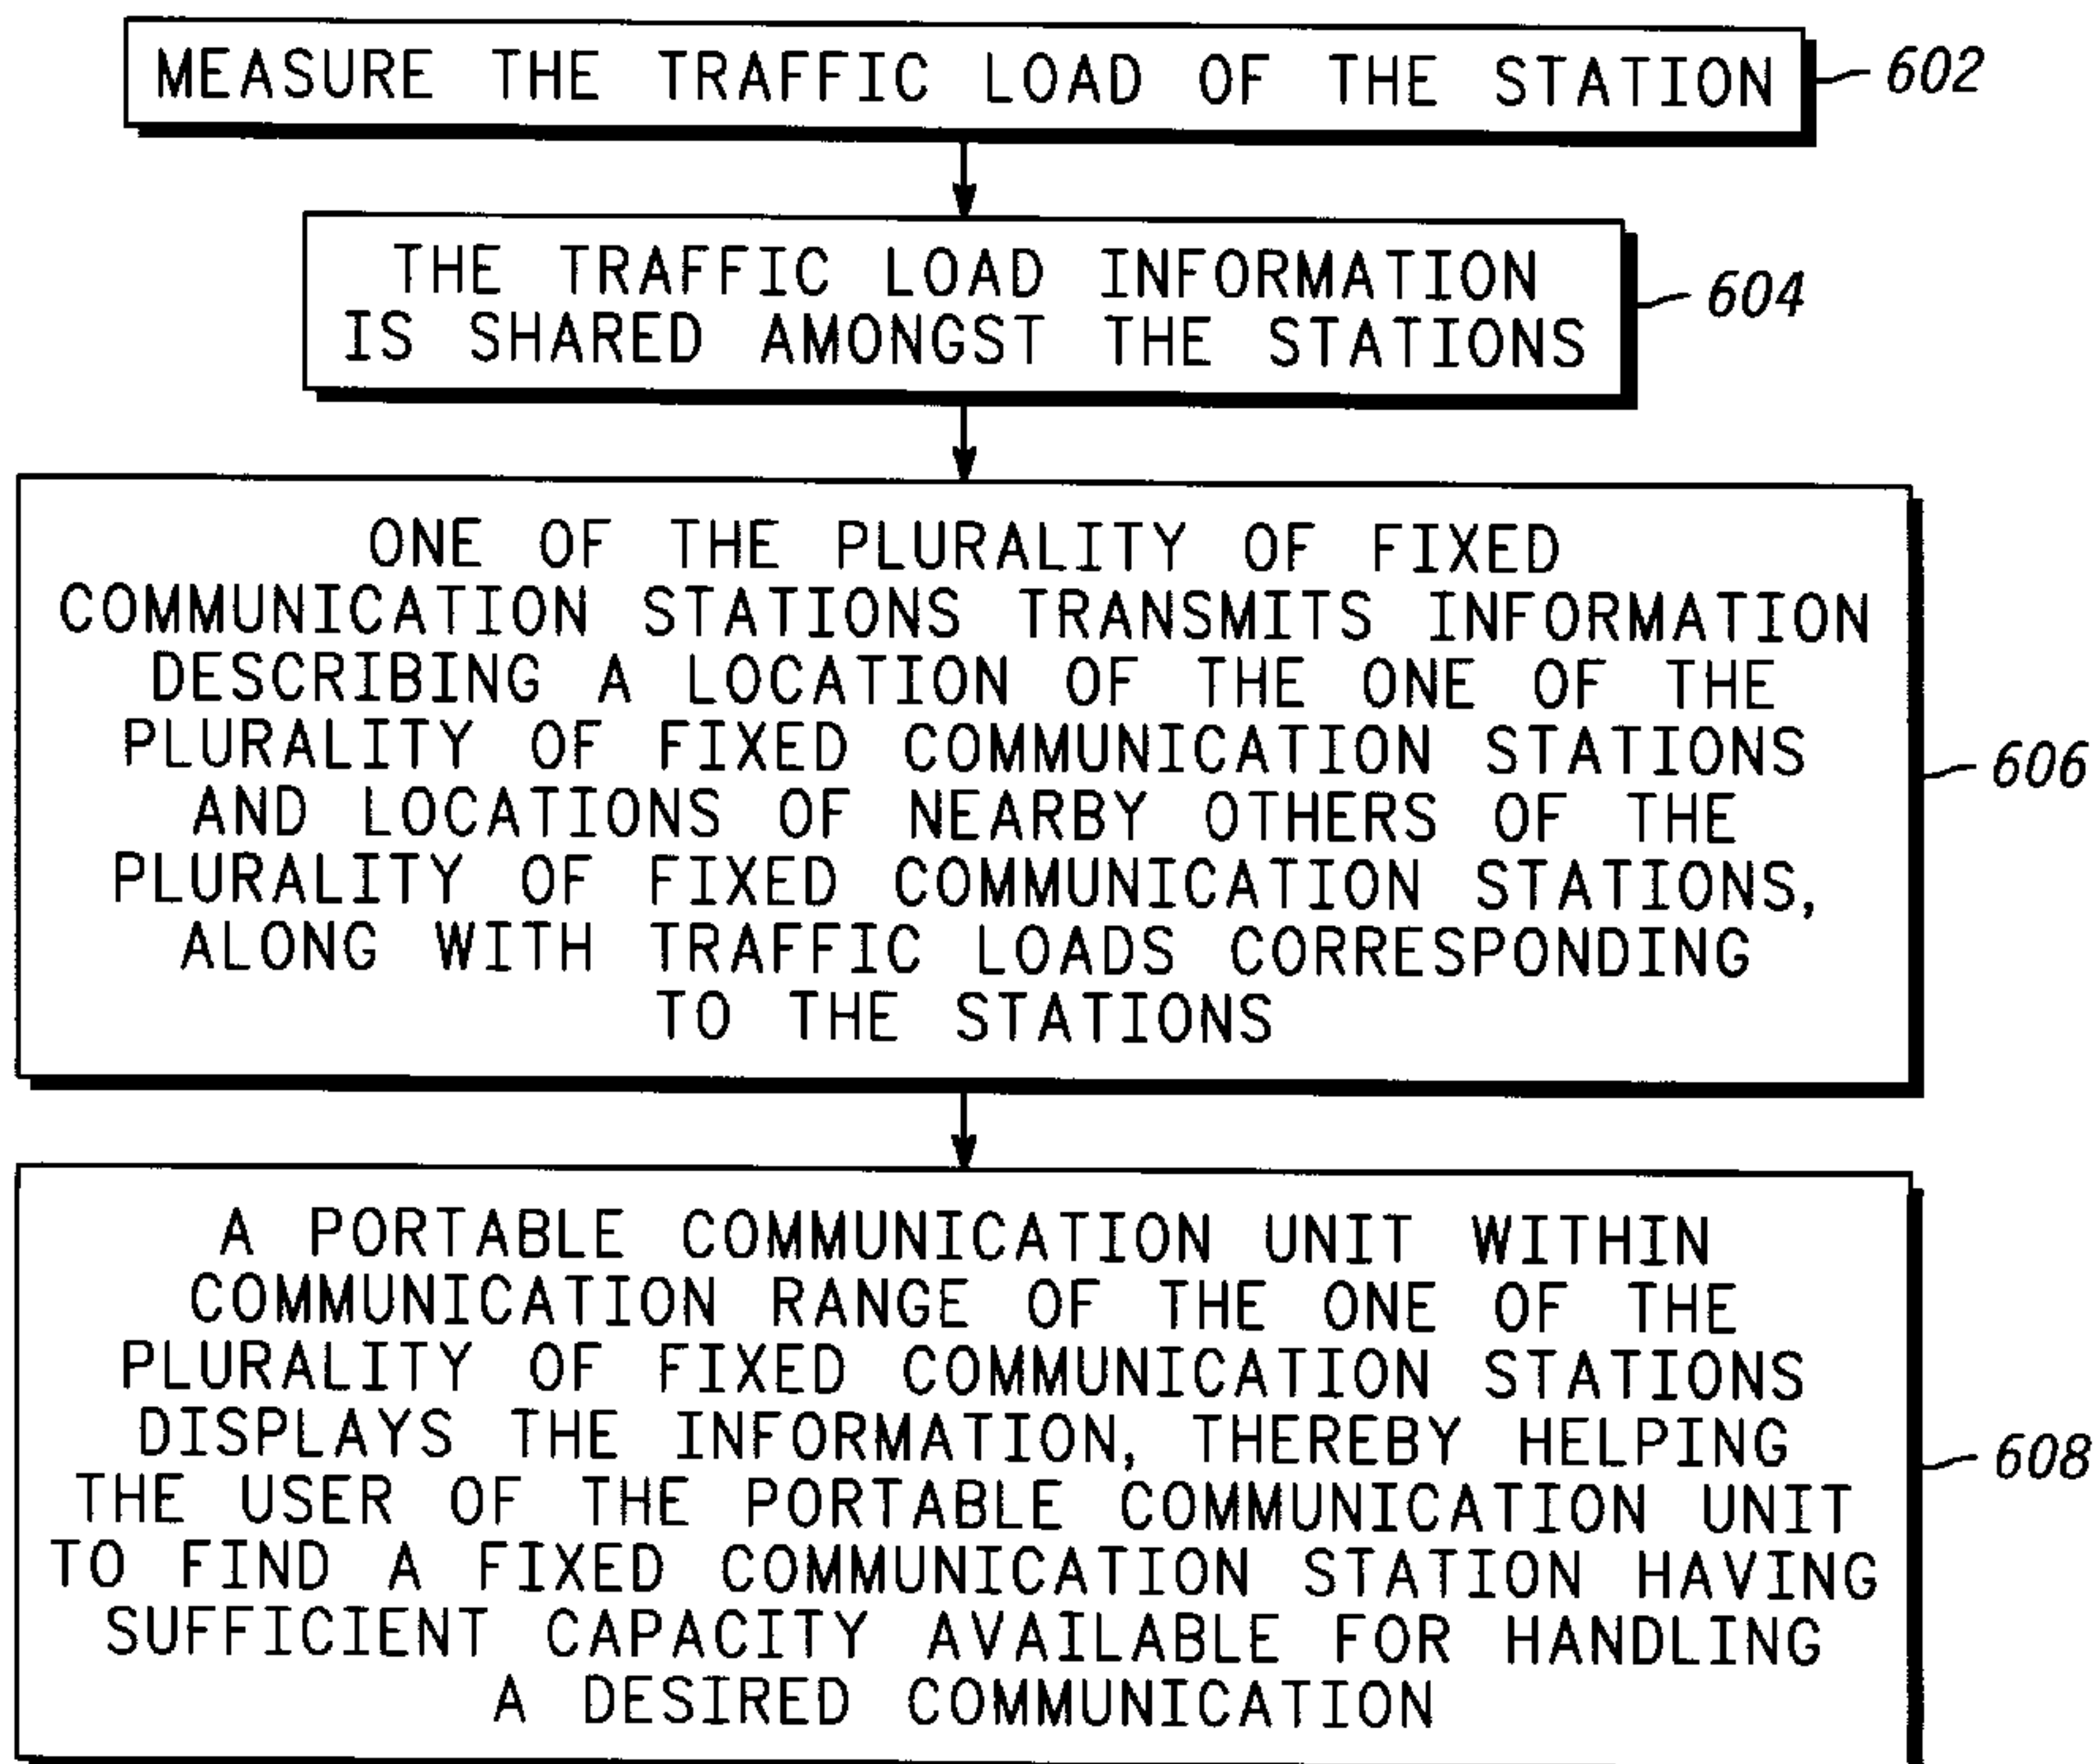 MEASURE THE TRAFFIC LOAD OF THE STATION
602
THE TRAFFIC LOAD INFORMATION
IS SHARED AMONGST THE STATIONS
604
ONE OF THE PLURALITY OF FIXED
COMMUNICATION STATIONS TRANSMITS INFORMATION
DESCRIBING A LOCATION OF THE ONE OF THE
PLURALITY OF FIXED COMMUNICATION STATIONS
AND LOCATIONS OF NEARBY OTHERS OF THE
PLURALITY OF FIXED COMMUNICATION STATIONS,
ALONG WITH TRAFFIC LOADS CORRESPONDING
TO THE STATIONS
606
A PORTABLE COMMUNICATION UNIT WITHIN
COMMUNICATION RANGE OF THE ONE OF THE
PLURALITY OF FIXED COMMUNICATION STATIONS
DISPLAYS THE INFORMATION, THEREBY HELPING
THE USER OF THE PORTABLE COMMUNICATION UNIT
TO FIND A FIXED COMMUNICATION STATION HAVING
SUFFICIENT CAPACITY AVAILABLE FOR HANDLING
A DESIRED COMMUNICATION
608